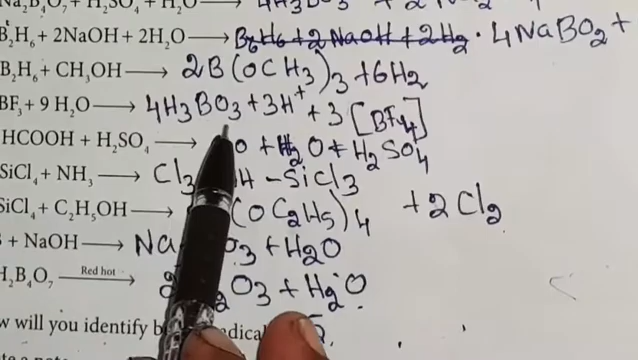 Na₂B₄O₇ + H₂SO₄ + H₂O ⟶ 4H₃BO₃
B₂H₆ + 2NaOH + 2H₂O ⟶ B₆H₆ + 2NaOH + 2H₂ · 4NaBO₂ +
B₂H₆ + CH₃OH ⟶ 2B(OCH₃)₃ + 6H₂
BF₃ + 9 H₂O ⟶ 4H₃BO₃ + 3H⁺ + 3[BF₄]
HCOOH + H₂SO₄ ⟶ O + H₂O + H₂SO₄
SiCl₄ + NH₃ ⟶ Cl₃ H – SiCl₃
SiCl₄ + C₂H₅OH ⟶ (OC₂H₅)₄ + 2Cl₂
+ NaOH ⟶ Na O₃ + H₂O
H₂B₄O₇ Red hot ⟶ 2 ₂O₃ + H₂O
w will you identify b